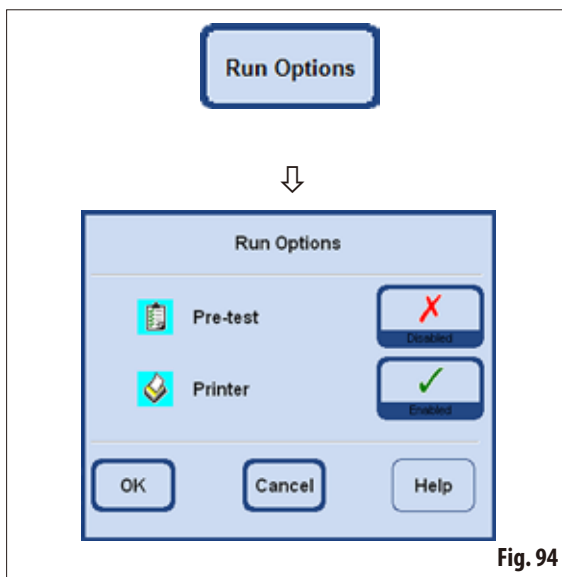 Run Options
Run Options
Pre-test
Disabled
Printer
Enabled
OK Cancel Help
Fig. 94